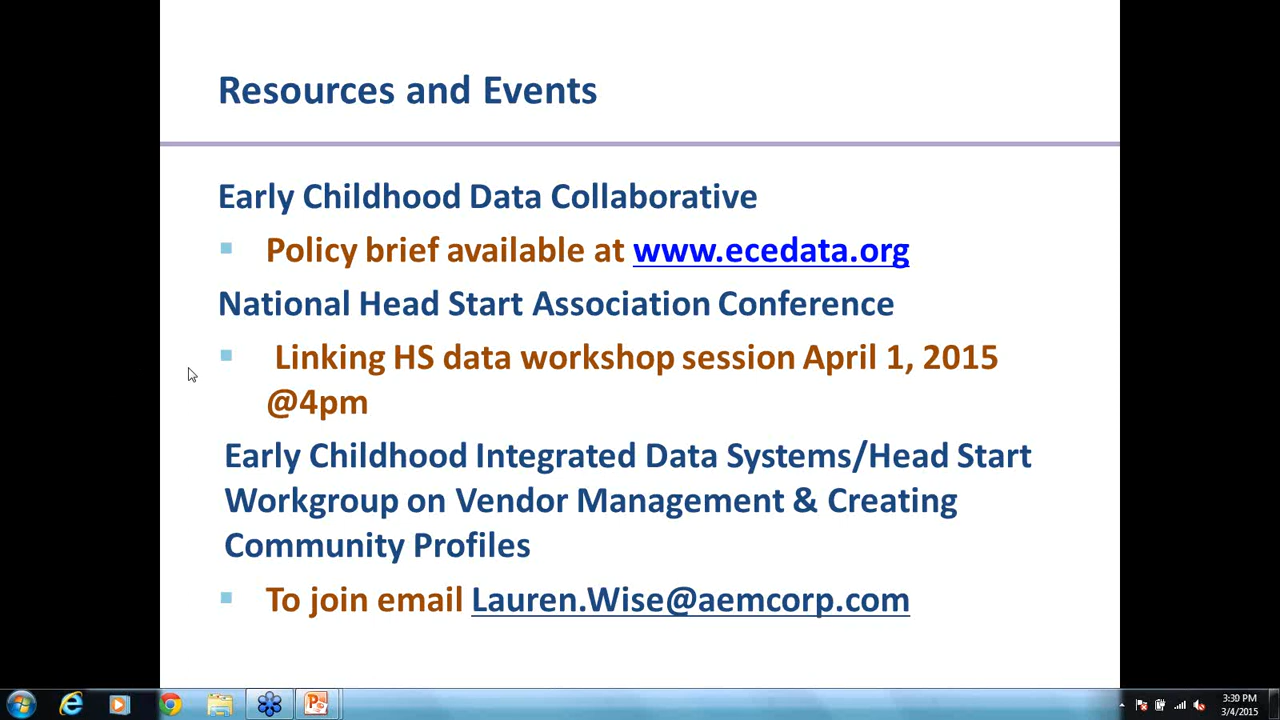 Resources and Events
Early Childhood Data Collaborative
Policy brief available at www.ecedata.org
National Head Start Association Conference
Linking HS data workshop session April 1, 2015
@4pm
Early Childhood Integrated Data Systems/Head Start
Workgroup on Vendor Management & Creating
Community Profiles
To join email Lauren.Wise@aemcorp.com
3:39 PM
3/4/2015